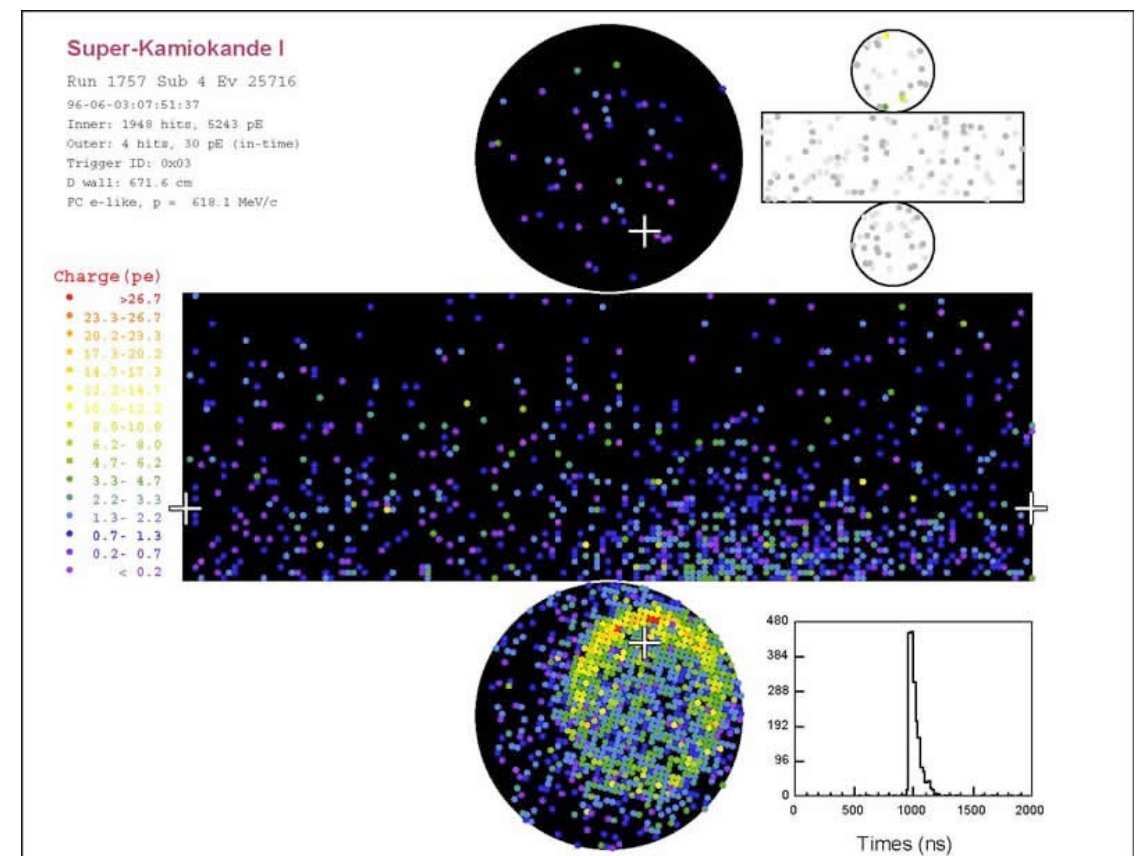 Super-Kamiokande I
Run 1757 Sub 4 Ev 25716
96-06-03:07:51:37
Inner: 1948 hits, 5243 pE
Outer: 4 hits, 30 pE (in-time)
Trigger ID: 0x03
D wall: 671.6 cm
FC e-like, p = 618.1 MeV/c
Charge(pe)
>26.7
23.3-26.7
20.2-23.3
17.3-20.2
14.7-17.3
12.2-14.7
10.0-12.2
8.0-10.0
6.2- 8.0
4.7- 6.2
3.3- 4.7
2.2- 3.3
1.3- 2.2
0.7- 1.3
0.2- 0.7
< 0.2
480
384
288
192
96
0
0 500 1000 1500 2000
Times (ns)